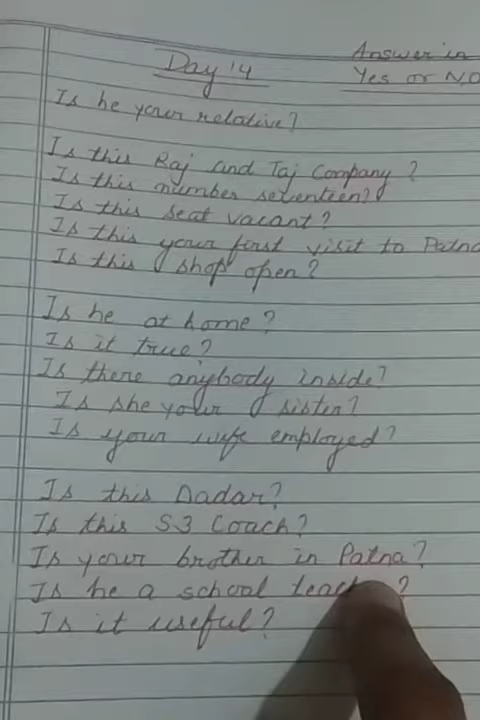 Day 14
Answer in
Yes or NO
Is he your relative?
Is this Raj and Taj Company?
Is this number seventeen?
Is this seat vacant?
Is this your first visit to Patna
Is this shop open?
Is he at home?
Is it true?
Is there anybody inside?
Is she your sister?
Is your wife employed?
Is this Dadar?
Is this S3 Coach?
Is your brother in Patna?
Is he a school ?
Is it useful?